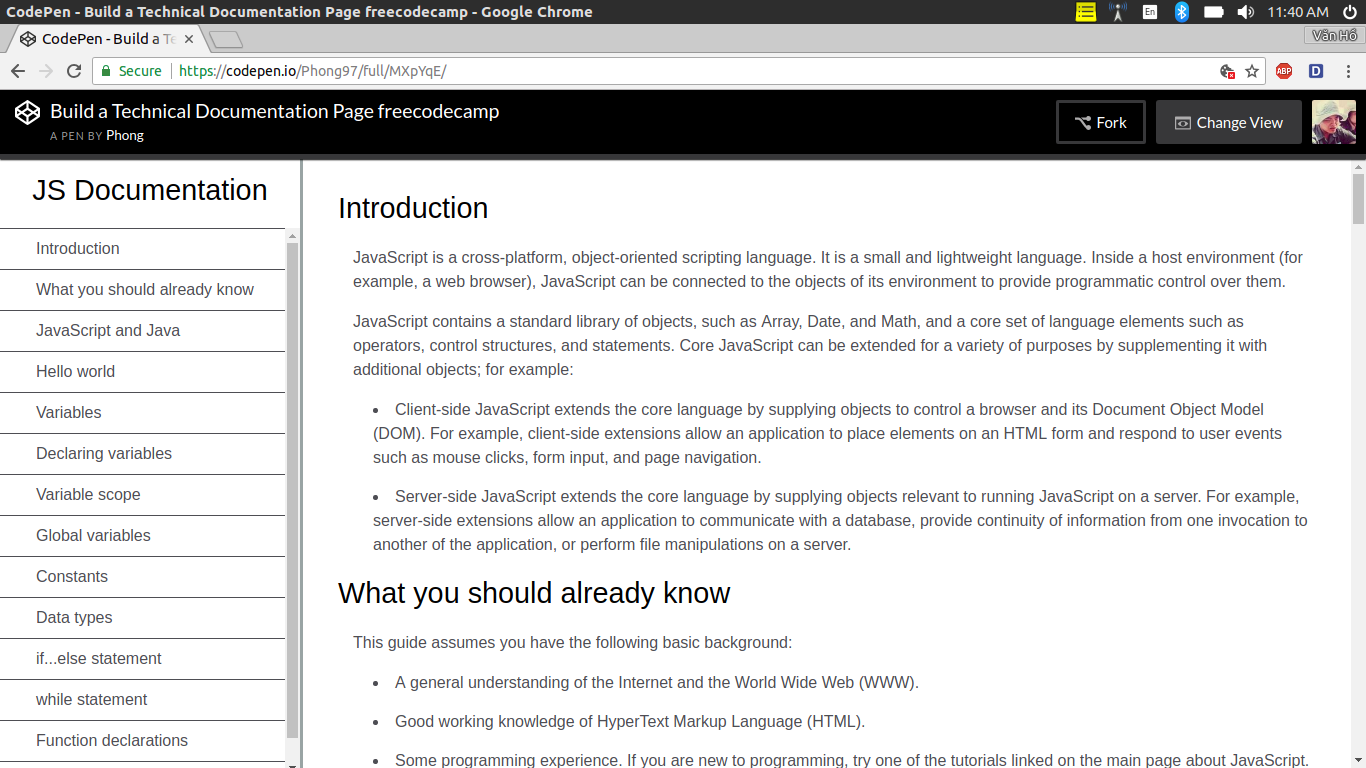 CodePen - Build a Technical Documentation Page freecodecamp - Google Chrome
En
11:40 AM
CodePen - Build a Te
Văn Hồ
Secure
https://codepen.io/Phong97/full/MXpYqE/
ABP
D
Build a Technical Documentation Page freecodecamp
A PEN BY Phong
Fork
Change View
JS Documentation
Introduction
What you should already know
JavaScript and Java
Hello world
Variables
Declaring variables
Variable scope
Global variables
Constants
Data types
if...else statement
while statement
Function declarations
Introduction
JavaScript is a cross-platform, object-oriented scripting language. It is a small and lightweight language. Inside a host environment (for
example, a web browser), JavaScript can be connected to the objects of its environment to provide programmatic control over them.
JavaScript contains a standard library of objects, such as Array, Date, and Math, and a core set of language elements such as
operators, control structures, and statements. Core JavaScript can be extended for a variety of purposes by supplementing it with
additional objects; for example:
• Client-side JavaScript extends the core language by supplying objects to control a browser and its Document Object Model
(DOM). For example, client-side extensions allow an application to place elements on an HTML form and respond to user events
such as mouse clicks, form input, and page navigation.
• Server-side JavaScript extends the core language by supplying objects relevant to running JavaScript on a server. For example,
server-side extensions allow an application to communicate with a database, provide continuity of information from one invocation to
another of the application, or perform file manipulations on a server.
What you should already know
This guide assumes you have the following basic background:
• A general understanding of the Internet and the World Wide Web (WWW).
• Good working knowledge of HyperText Markup Language (HTML).
• Some programming experience. If you are new to programming, try one of the tutorials linked on the main page about JavaScript.